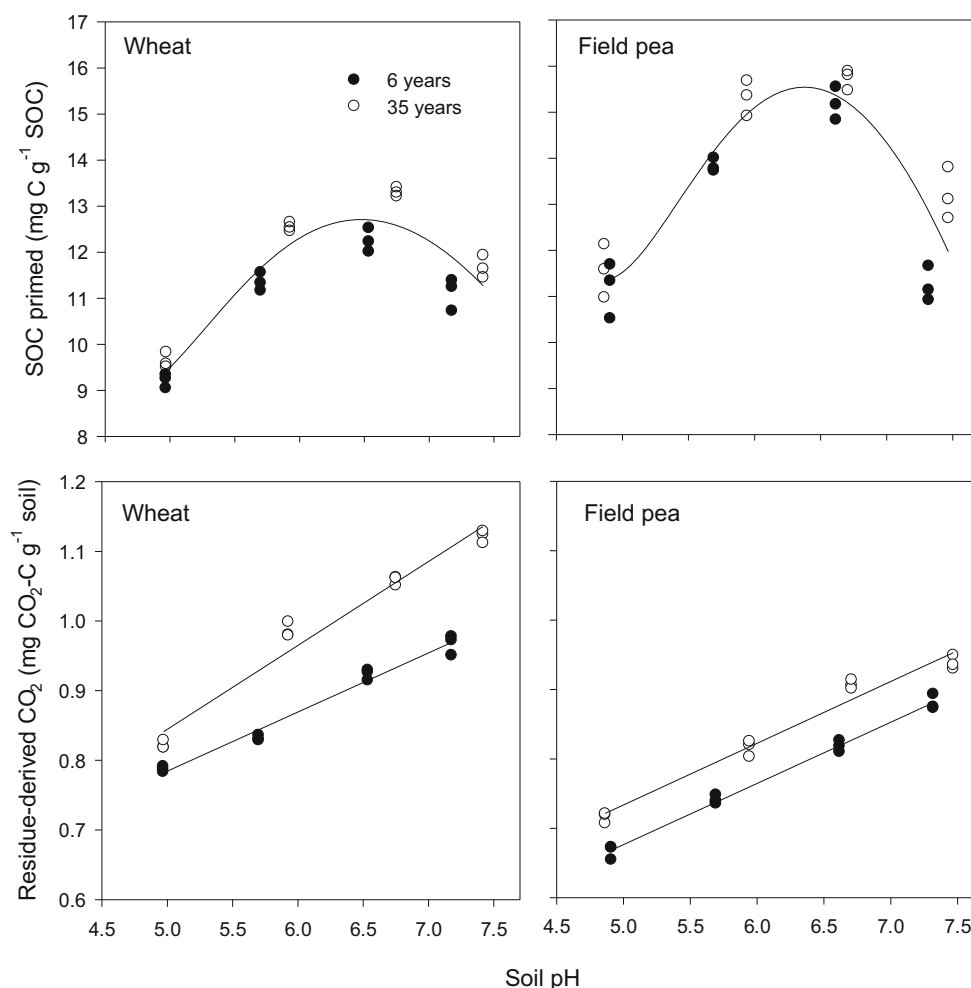 17
16
15
14
13
12
11
10
9
8
SOC primed (mg C g⁻¹ SOC)
Wheat
6 years
35 years
Field pea
1.2
1.1
1.0
0.9
0.8
0.7
0.6
Residue-derived CO₂ (mg CO₂-C g⁻¹ soil)
Wheat
Field pea
4.5 5.0 5.5 6.0 6.5 7.0 7.5
4.5 5.0 5.5 6.0 6.5 7.0 7.5
Soil pH